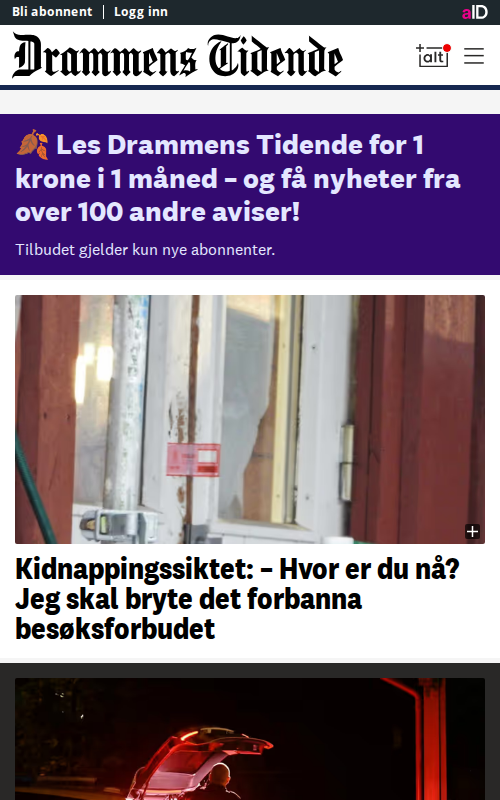 Bli abonnent | Logg inn
aID
Drammens Tidende
+alt
🍂 Les Drammens Tidende for 1
krone i 1 måned – og få nyheter fra
over 100 andre aviser!
Tilbudet gjelder kun nye abonnenter.
Kidnappingssiktet: – Hvor er du nå?
Jeg skal bryte det forbanna
besøksforbudet